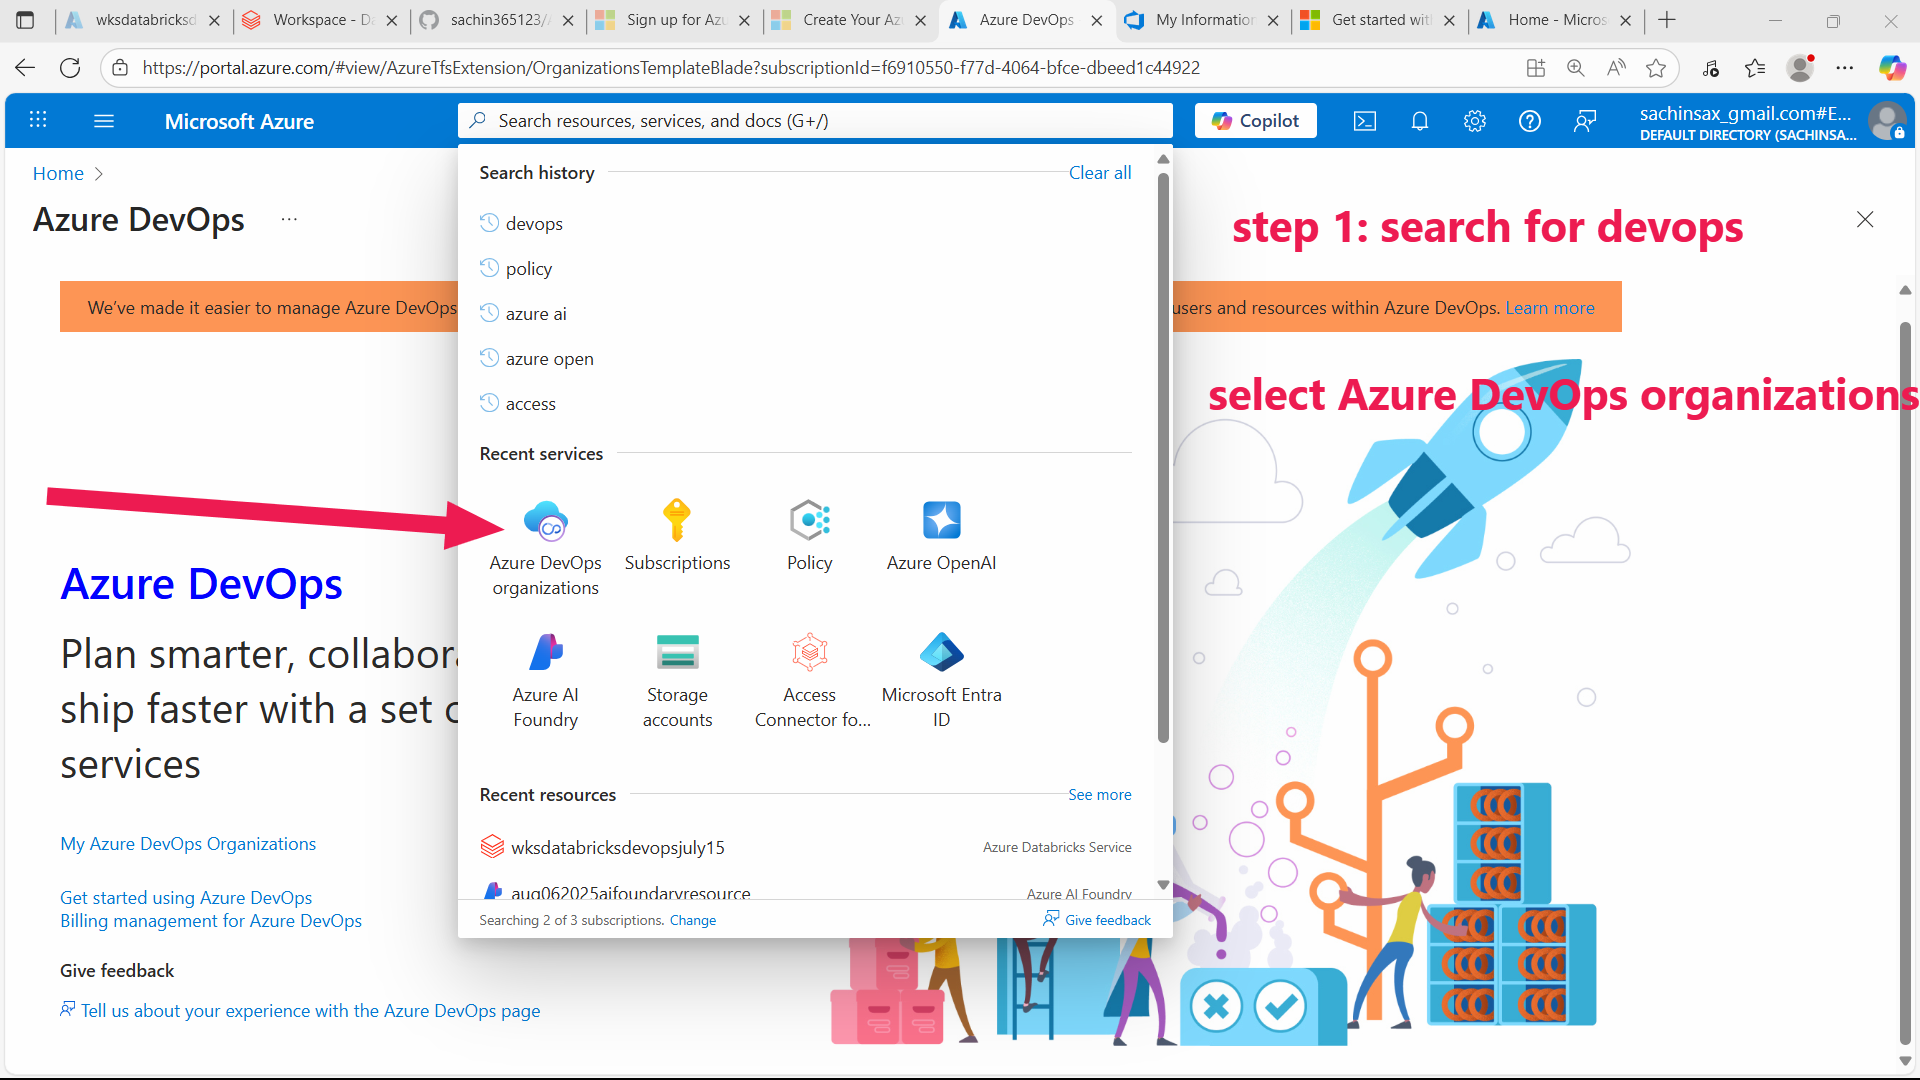 wksdatabricksd
Workspace - Da
sachin365123/A
Sign up for Azu
Create Your Az
Azure DevOps
My Information
Get started wit
Home - Micros
https://portal.azure.com/#view/AzureTfsExtension/OrganizationsTemplateBlade?subscriptionId=f6910550-f77d-4064-bfce-dbeed1c44922
Microsoft Azure
Search resources, services, and docs (G+/)
Copilot
sachinsax_gmail.com#E...
DEFAULT DIRECTORY (SACHINSA...
Home
Azure DevOps
...
We've made it easier to manage Azure DevOps
users and resources within Azure DevOps. Learn more
step 1: search for devops
select Azure DevOps organizations
Search history
Clear all
devops
policy
azure ai
azure open
access
Recent services
Azure DevOps organizations
Subscriptions
Policy
Azure OpenAI
Azure AI Foundry
Storage accounts
Access Connector fo...
Microsoft Entra ID
Recent resources
See more
wksdatabricksdevopsjuly15
Azure Databricks Service
aug062025aifoundaryresource
Azure AI Foundry
Searching 2 of 3 subscriptions. Change
Give feedback
Azure DevOps
Plan smarter, collabora
ship faster with a set o
services
My Azure DevOps Organizations
Get started using Azure DevOps
Billing management for Azure DevOps
Give feedback
Tell us about your experience with the Azure DevOps page